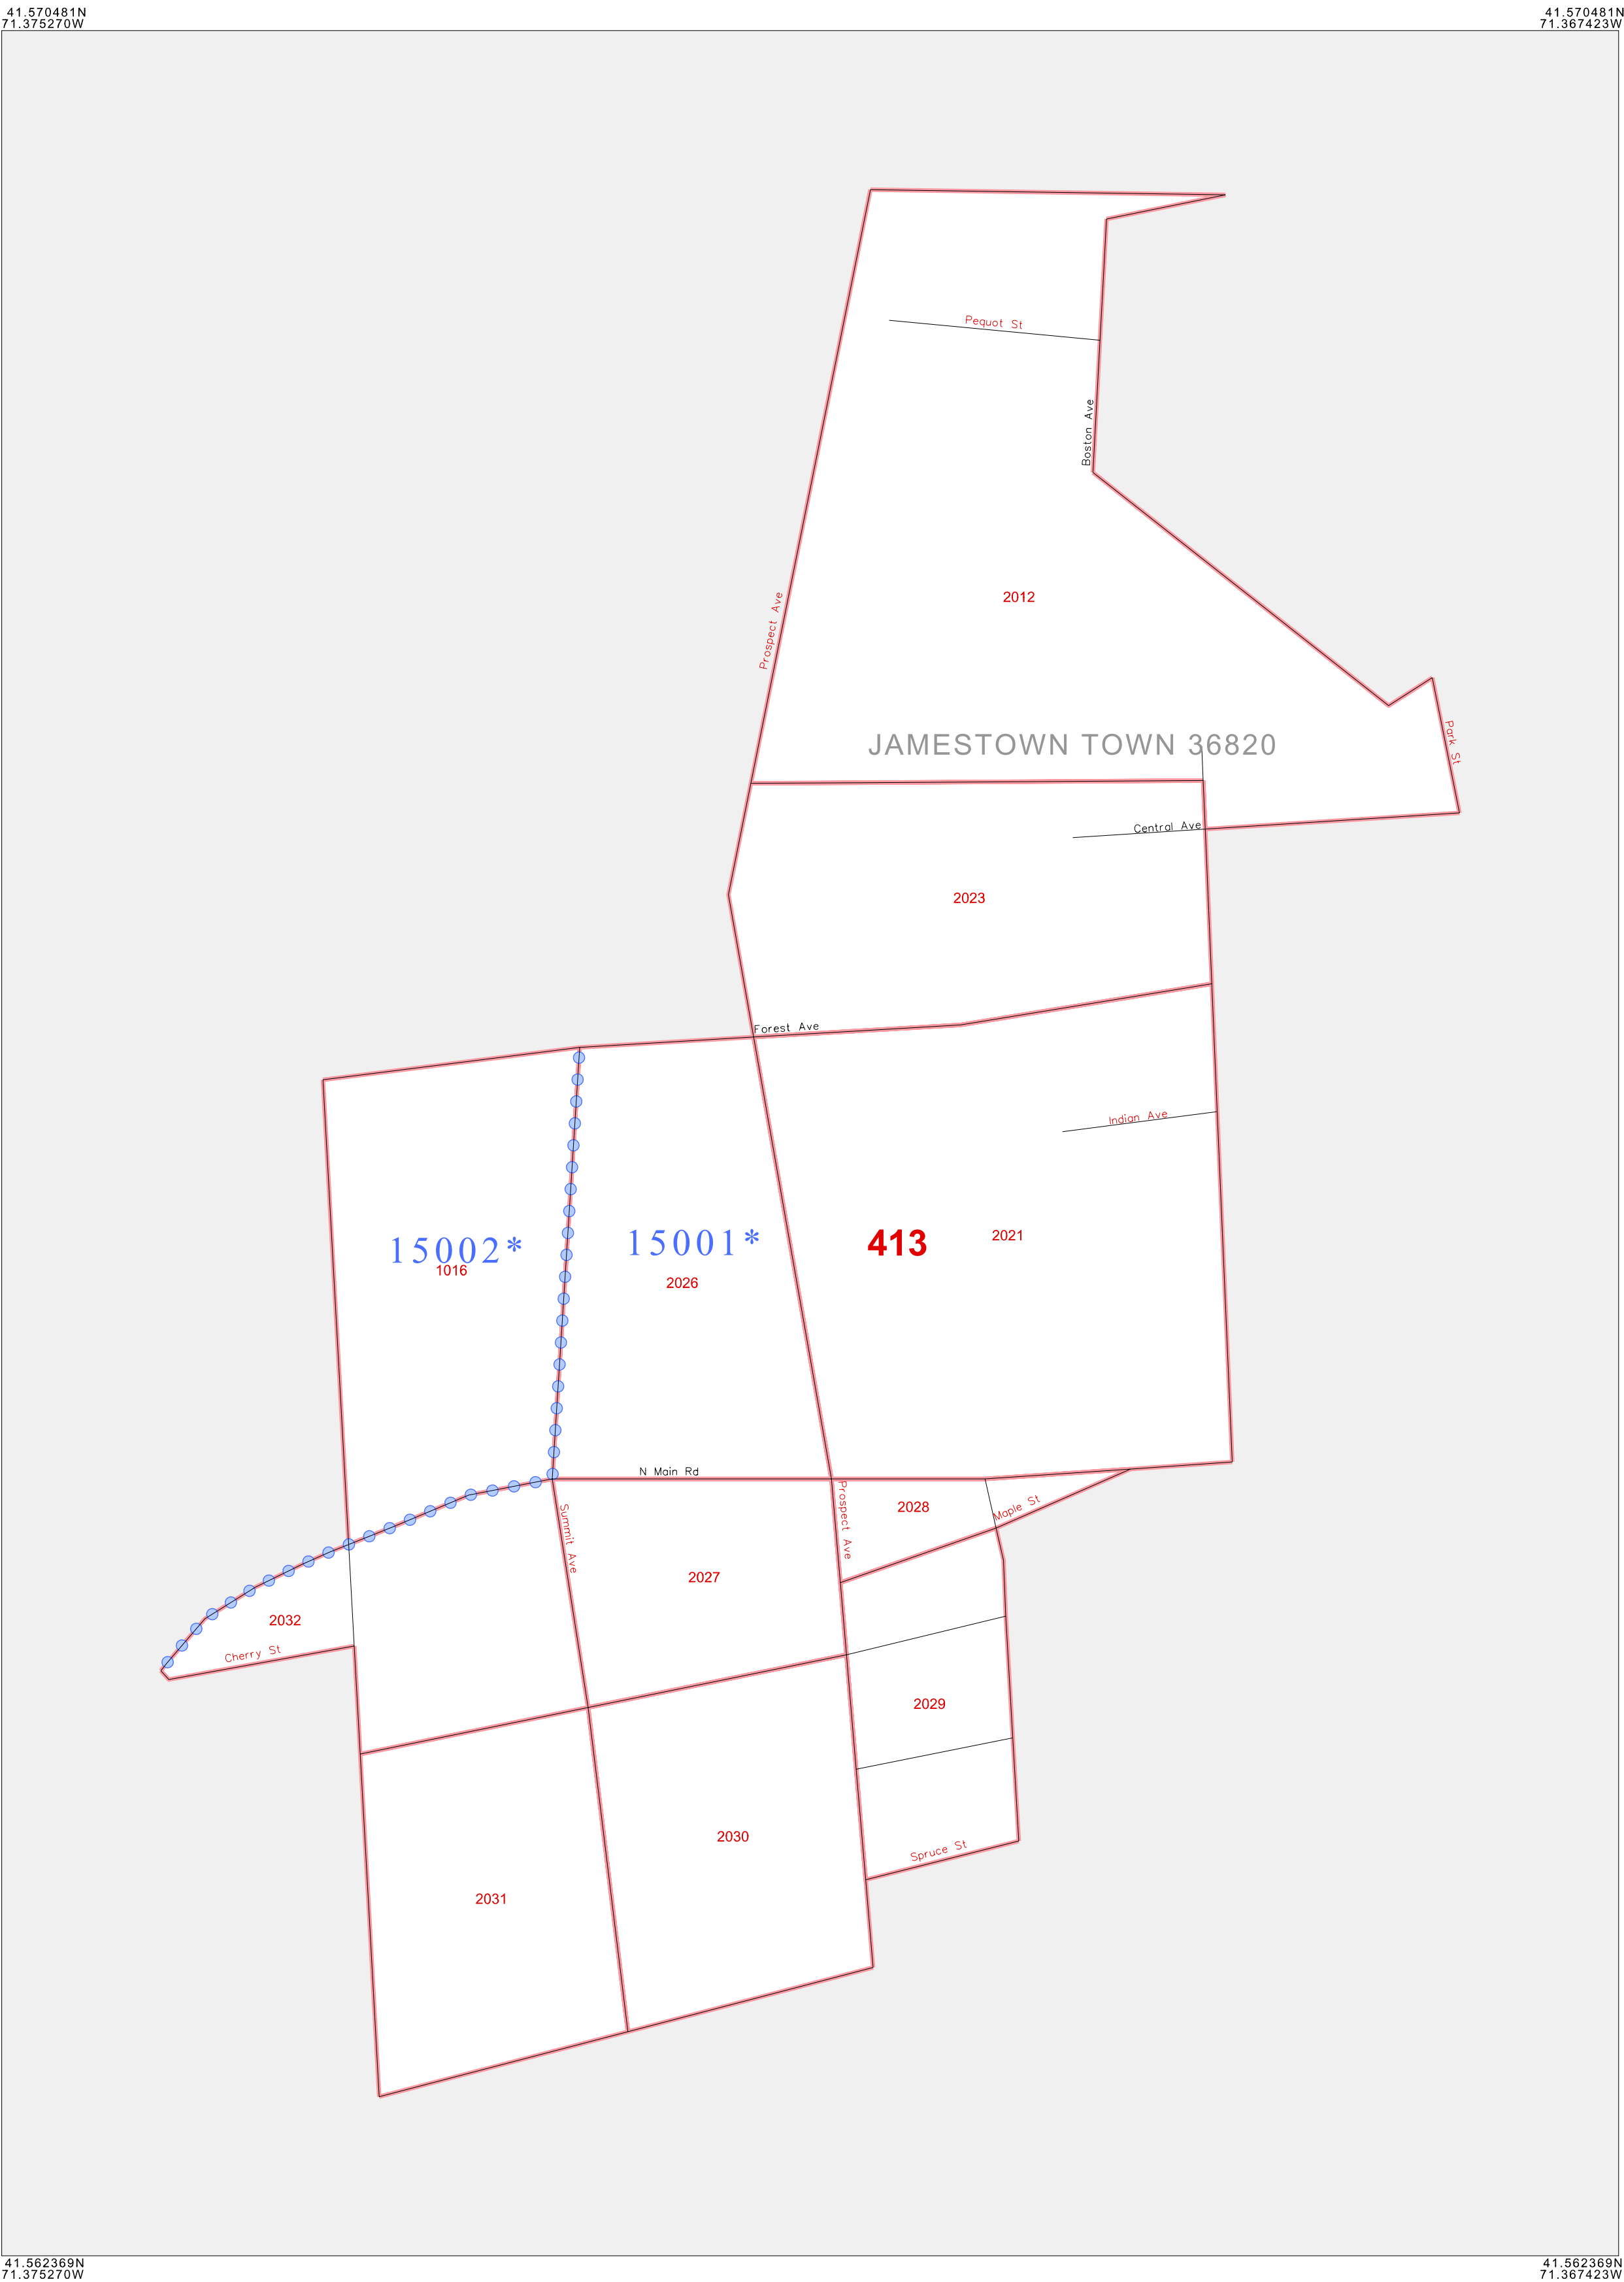 41.570481N
71.375270W
41.570481N
71.367423W
Pequot St
Boston Ave
Prospect Ave
2012
JAMESTOWN TOWN 36820
Park St
Central Ave
2023
Forest Ave
Indian Ave
15002*
1016
15001*
2026
413
2021
N Main Rd
Summit Ave
Prospect Ave
2028
Maple St
2027
2032
Cherry St
2029
2030
Spruce St
2031
41.562369N
71.375270W
41.562369N
71.367423W